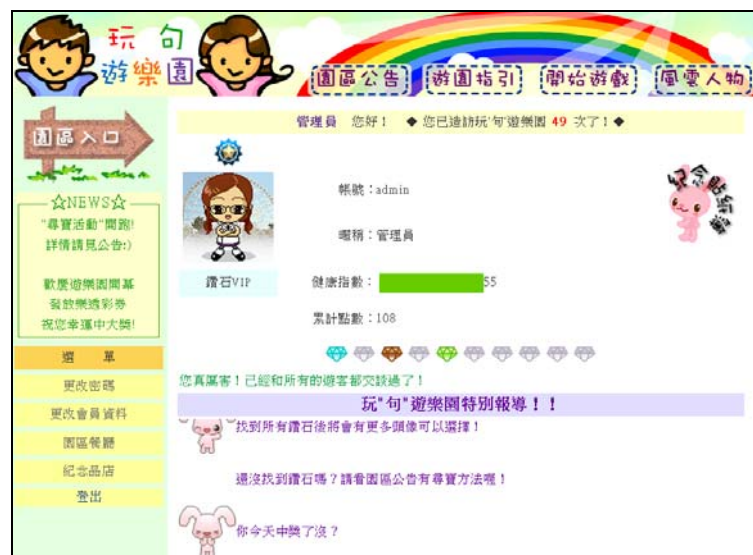 玩句
遊樂園
園區公告 遊園指引 開始遊戲 風雲人物
園區入口
管理員 您好！ ◆ 您已造訪玩'句'遊樂園 49 次了！◆
☆NEWS☆
"尋寶活動"開跑!
詳情請見公告:)
歡慶遊樂園開幕
發放樂透彩券
祝您幸運中大獎!
選 單
更改密碼
更改會員資料
園區餐廳
紀念品店
登出
鑽石VIP
帳號：admin
暱稱：管理員
健康指數： 55
累計點數：108
紀念貼紙簿
您真厲害！已經和所有的遊客都交談過了！
玩"句"遊樂園特別報導！！
找到所有鑽石後將會有更多頭像可以選擇！
還沒找到鑽石嗎？請看園區公告有尋寶方法喔！
你今天中獎了沒？